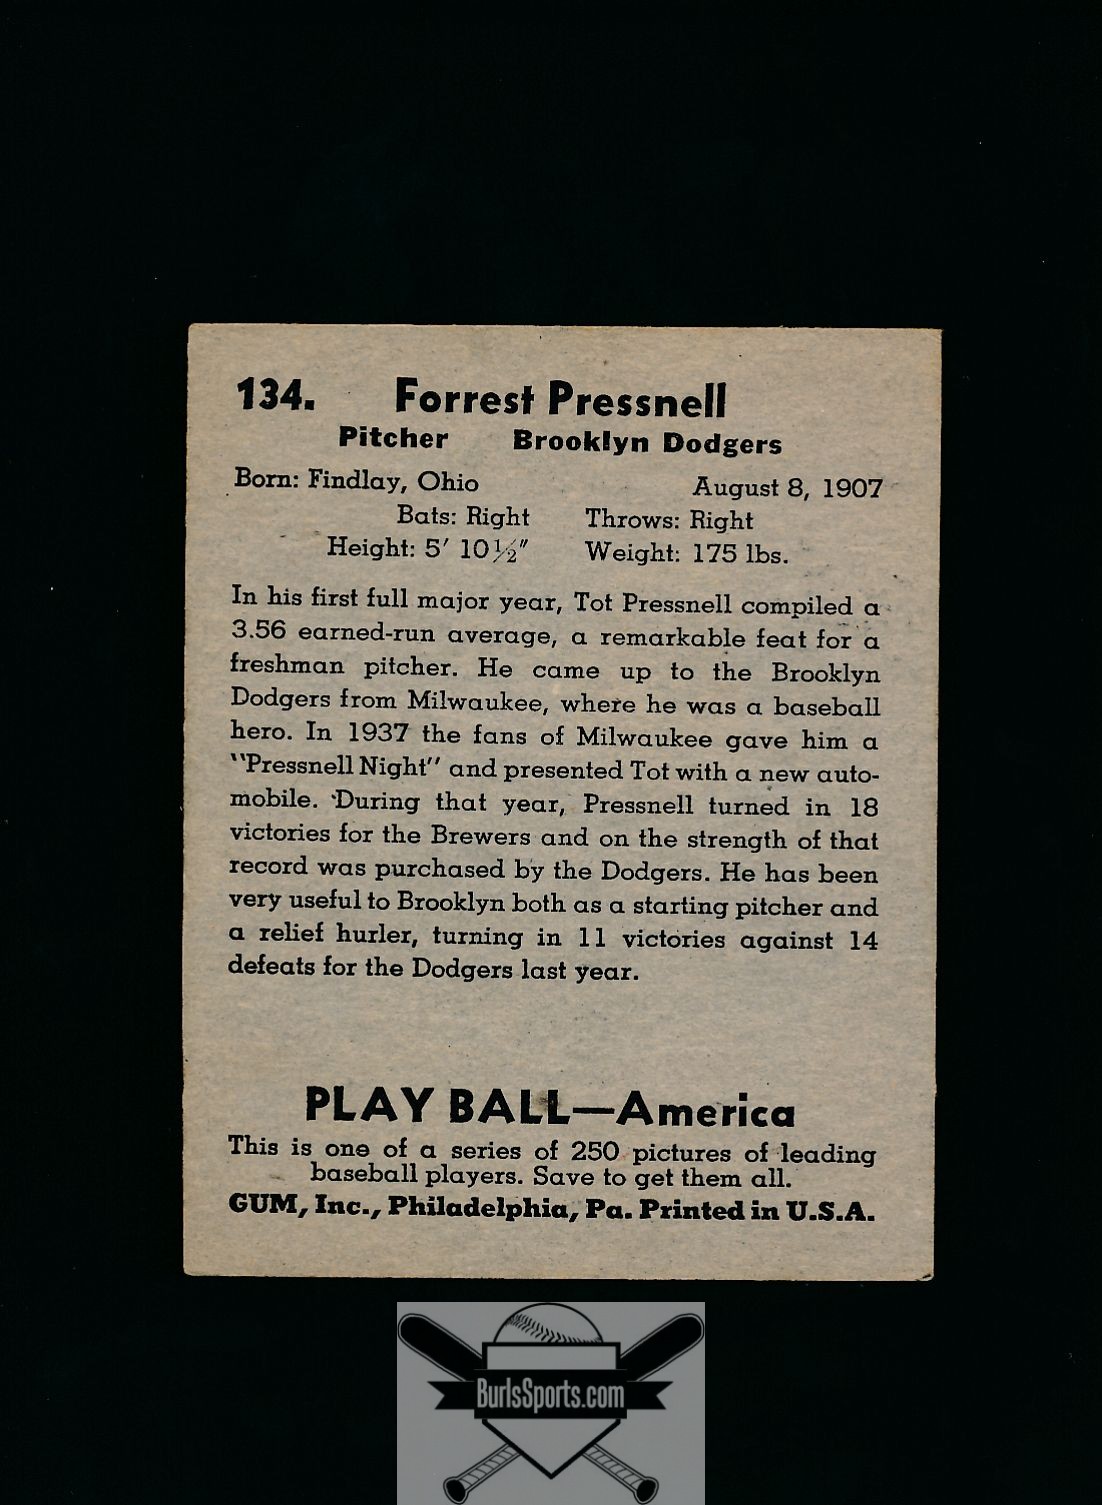 134. Forrest Pressnell
Pitcher Brooklyn Dodgers
Born: Findlay, Ohio August 8, 1907
Bats: Right Throws: Right
Height: 5′ 10½″ Weight: 175 lbs.
In his first full major year, Tot Pressnell compiled a
3.56 earned-run average, a remarkable feat for a
freshman pitcher. He came up to the Brooklyn
Dodgers from Milwaukee, where he was a baseball
hero. In 1937 the fans of Milwaukee gave him a
"Pressnell Night" and presented Tot with a new auto-
mobile. During that year, Pressnell turned in 18
victories for the Brewers and on the strength of that
record was purchased by the Dodgers. He has been
very useful to Brooklyn both as a starting pitcher and
a relief hurler, turning in 11 victories against 14
defeats for the Dodgers last year.
PLAY BALL—America
This is one of a series of 250 pictures of leading
baseball players. Save to get them all.
GUM, Inc., Philadelphia, Pa. Printed in U.S.A.
BurlsSports.com